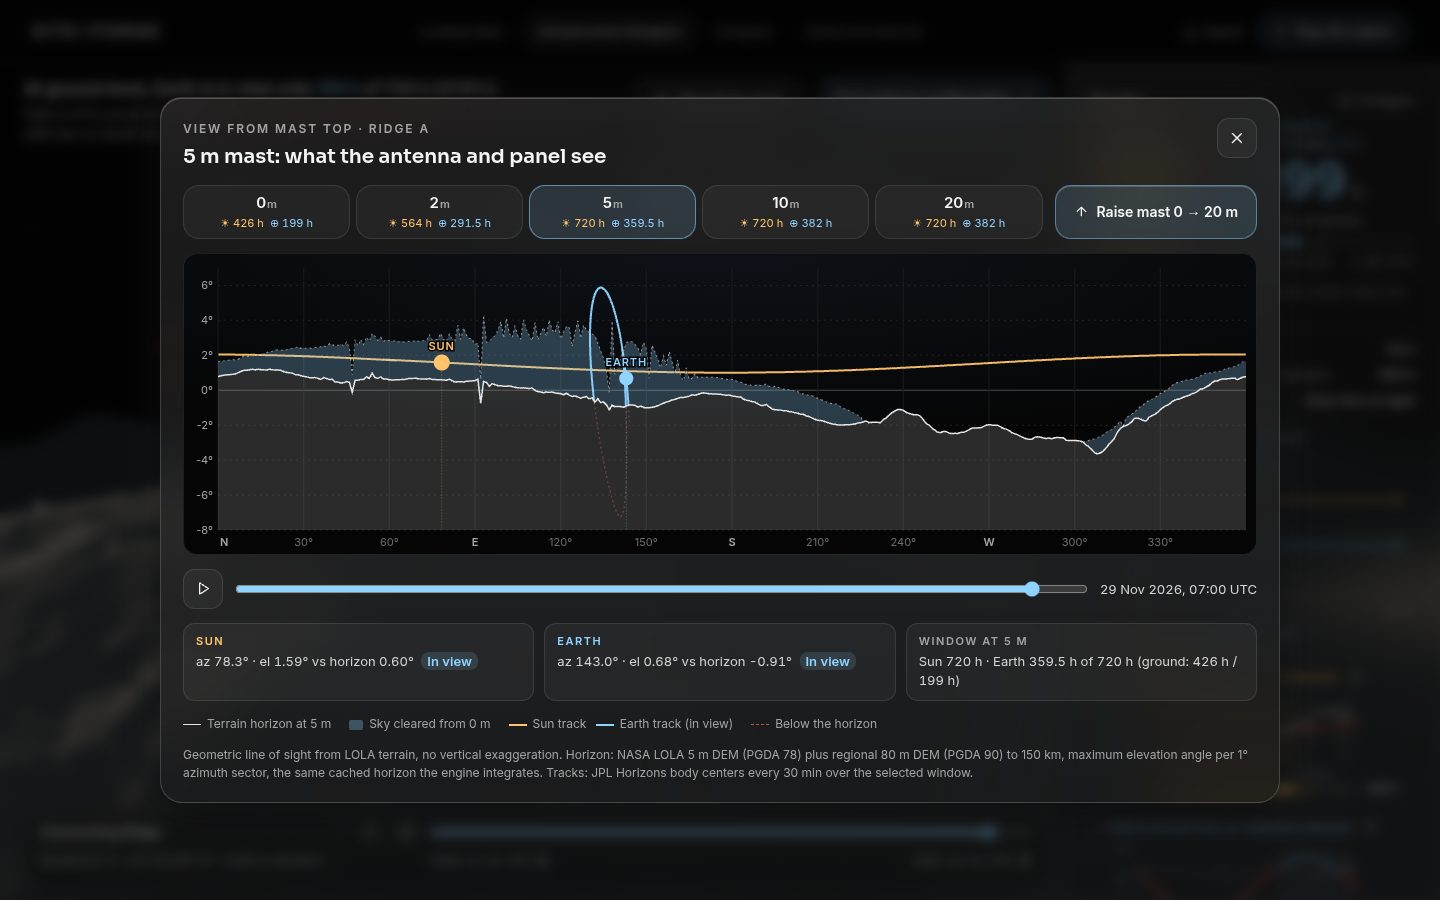 VIEW FROM MAST TOP · RIDGE A
5 m mast: what the antenna and panel see
0m
☀ 426 h ⊕ 199 h
2m
☀ 564 h ⊕ 291.5 h
5m
☀ 720 h ⊕ 359.5 h
10m
☀ 720 h ⊕ 382 h
20m
☀ 720 h ⊕ 382 h
↑ Raise mast 0 → 20 m
6°
4°
2°
0°
-2°
-4°
-6°
-8°
SUN
EARTH
N 30° 60° E 120° 150° S 210° 240° W 300° 330°
29 Nov 2026, 07:00 UTC
SUN
az 78.3° · el 1.59° vs horizon 0.60° In view
EARTH
az 143.0° · el 0.68° vs horizon -0.91° In view
WINDOW AT 5 M
Sun 720 h · Earth 359.5 h of 720 h (ground: 426 h /
199 h)
Terrain horizon at 5 m Sky cleared from 0 m Sun track Earth track (in view) Below the horizon
Geometric line of sight from LOLA terrain, no vertical exaggeration. Horizon: NASA LOLA 5 m DEM (PGDA 78) plus regional 80 m DEM (PGDA 90) to 150 km, maximum elevation angle per 1°
azimuth sector, the same cached horizon the engine integrates. Tracks: JPL Horizons body centers every 30 min over the selected window.